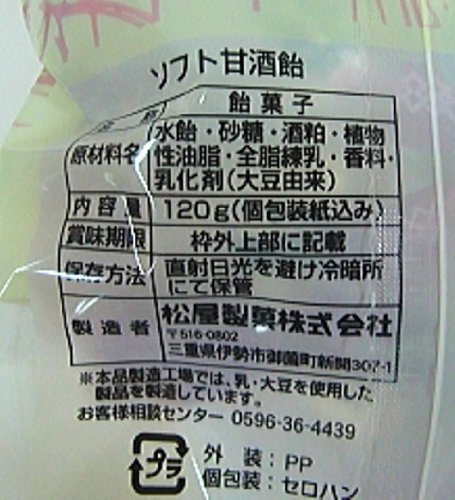 ソフト甘酒飴
名称 飴菓子
原材料名 水飴・砂糖・酒粕・植物
性油脂・全脂練乳・香料・
乳化剤(大豆由来)
内容量 120g(個包装紙込み)
賞味期限 枠外上部に記載
保存方法 直射日光を避け冷暗所
にて保管
製造者 松屋製菓株式会社
〒516-0802
三重県伊勢市御薗町新開307-1
※本品製造工場では、乳・大豆を使用した
製品を製造しています。
お客様相談センター 0596-36-4439
プラ
外装:PP
個包装:セロハン